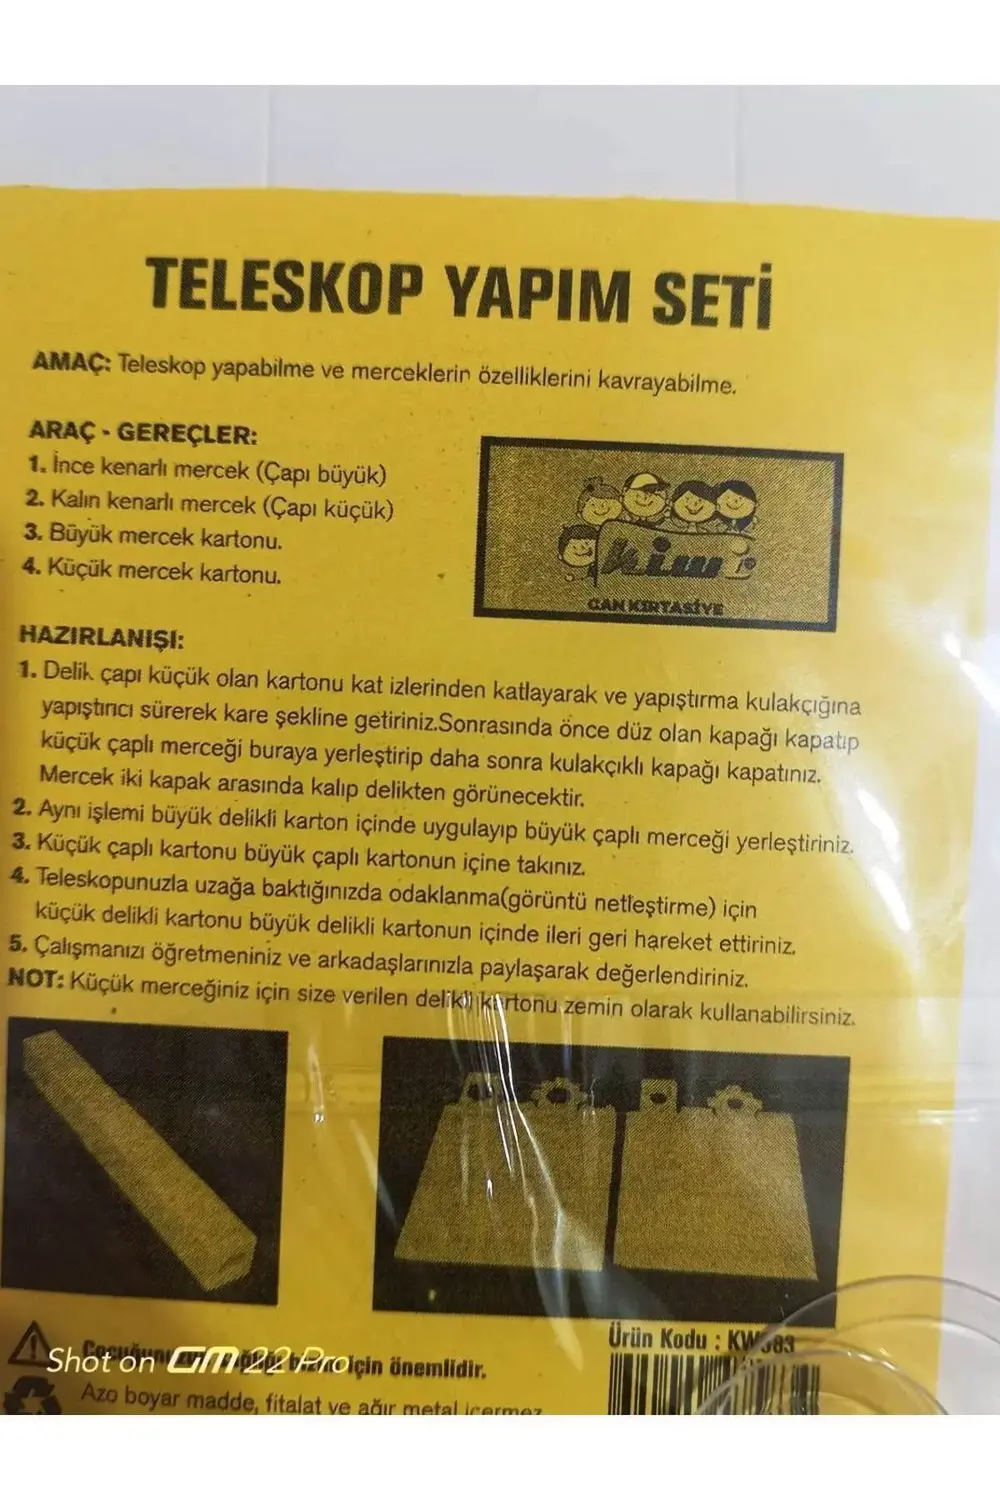 TELESKOP YAPIM SETİ
AMAÇ: Teleskop yapabilme ve merceklerin özelliklerini kavrayabilme.
ARAÇ - GEREÇLER:
1. İnce kenarlı mercek (Çapı büyük)
2. Kalın kenarlı mercek (Çapı küçük)
3. Büyük mercek kartonu.
4. Küçük mercek kartonu.
kiwi
CAN KIRTASİYE
HAZIRLANIŞI:
1. Delik çapı küçük olan kartonu kat izlerinden katlayarak ve yapıştırma kulakçığına
yapıştırıcı sürerek kare şekline getiriniz.Sonrasında önce düz olan kapağı kapatıp
küçük çaplı merceği buraya yerleştirip daha sonra kulakçıklı kapağı kapatınız.
Mercek iki kapak arasında kalıp delikten görünecektir.
2. Aynı işlemi büyük delikli karton içinde uygulayıp büyük çaplı merceği yerleştiriniz.
3. Küçük çaplı kartonu büyük çaplı kartonun içine takınız.
4. Teleskopunuzla uzağa baktığınızda odaklanma(görüntü netleştirme) için
küçük delikli kartonu büyük delikli kartonun içinde ileri geri hareket ettiriniz.
5. Çalışmanızı öğretmeniniz ve arkadaşlarınızla paylaşarak değerlendiriniz.
NOT: Küçük merceğiniz için size verilen delikli kartonu zemin olarak kullanabilirsiniz.
Ürün Kodu :
için önemlidir.
Shot on GM 22 Pro
Azo boyar madde, fitalat ve ağır metal içermez